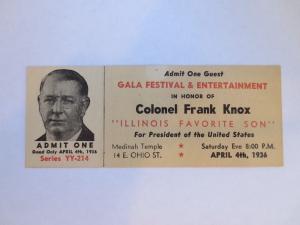 Admit One Guest
GALA FESTIVAL & ENTERTAINMENT
IN HONOR OF
Colonel Frank Knox
"ILLINOIS FAVORITE SON"
For President of the United States
Medinah Temple ★ Saturday Eve 8:00 P.M.
14 E. OHIO ST. ★ APRIL 4th, 1936
ADMIT ONE
Good Only APRIL 4th, 1936
Series YY-214